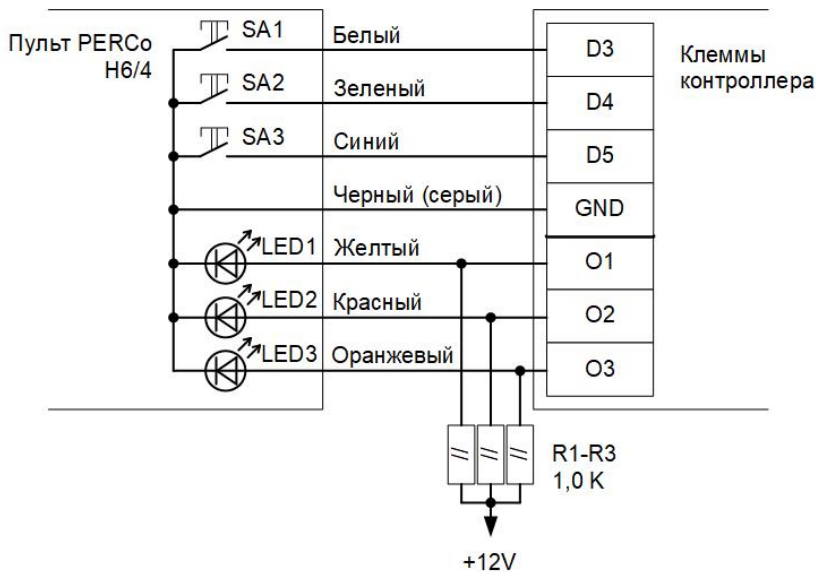 Пульт PERCo
H6/4
SA1
Белый
D3
Клеммы
контроллера
SA2
Зеленый
D4
SA3
Синий
D5
Черный (серый)
GND
LED1
Желтый
O1
LED2
Красный
O2
LED3
Оранжевый
O3
R1-R3
1,0 K
+12V